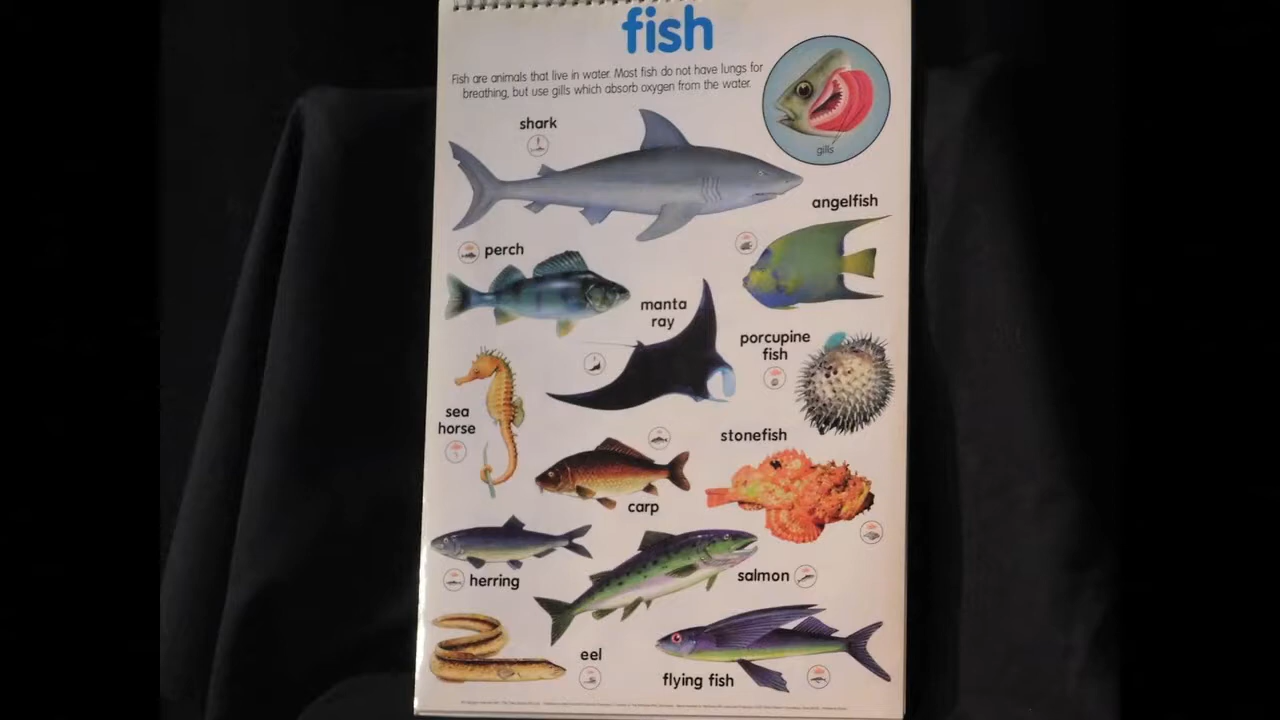 fish
Fish are animals that live in water. Most fish do not have lungs for
breathing, but use gills which absorb oxygen from the water.
gills
shark
angelfish
perch
manta
ray
porcupine
fish
sea
horse
stonefish
carp
herring
salmon
eel
flying fish